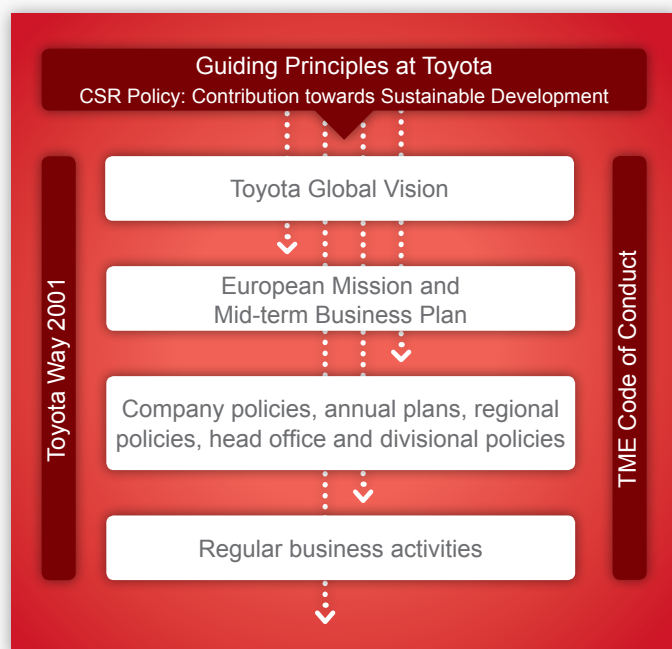 Guiding Principles at Toyota
CSR Policy: Contribution towards Sustainable Development
Toyota Way 2001
Toyota Global Vision
European Mission and
Mid-term Business Plan
Company policies, annual plans, regional
policies, head office and divisional policies
Regular business activities
TME Code of Conduct